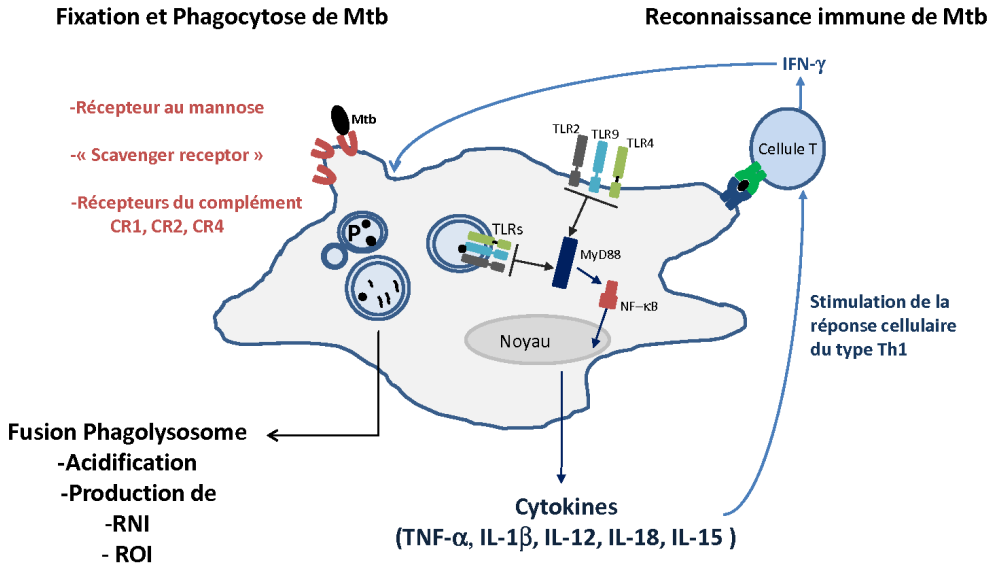 Fixation et Phagocytose de Mtb
Reconnaissance immune de Mtb
IFN-γ
-Récepteur au mannose
Mtb
-« Scavenger receptor »
-Récepteurs du complément
CR1, CR2, CR4
TLR2
TLR9
TLR4
Cellule T
P
TLRs
MyD88
NF-κB
Noyau
Stimulation de la
réponse cellulaire
du type Th1
Fusion Phagolysosome
-Acidification
-Production de
-RNI
- ROI
Cytokines
(TNF-α, IL-1β, IL-12, IL-18, IL-15 )